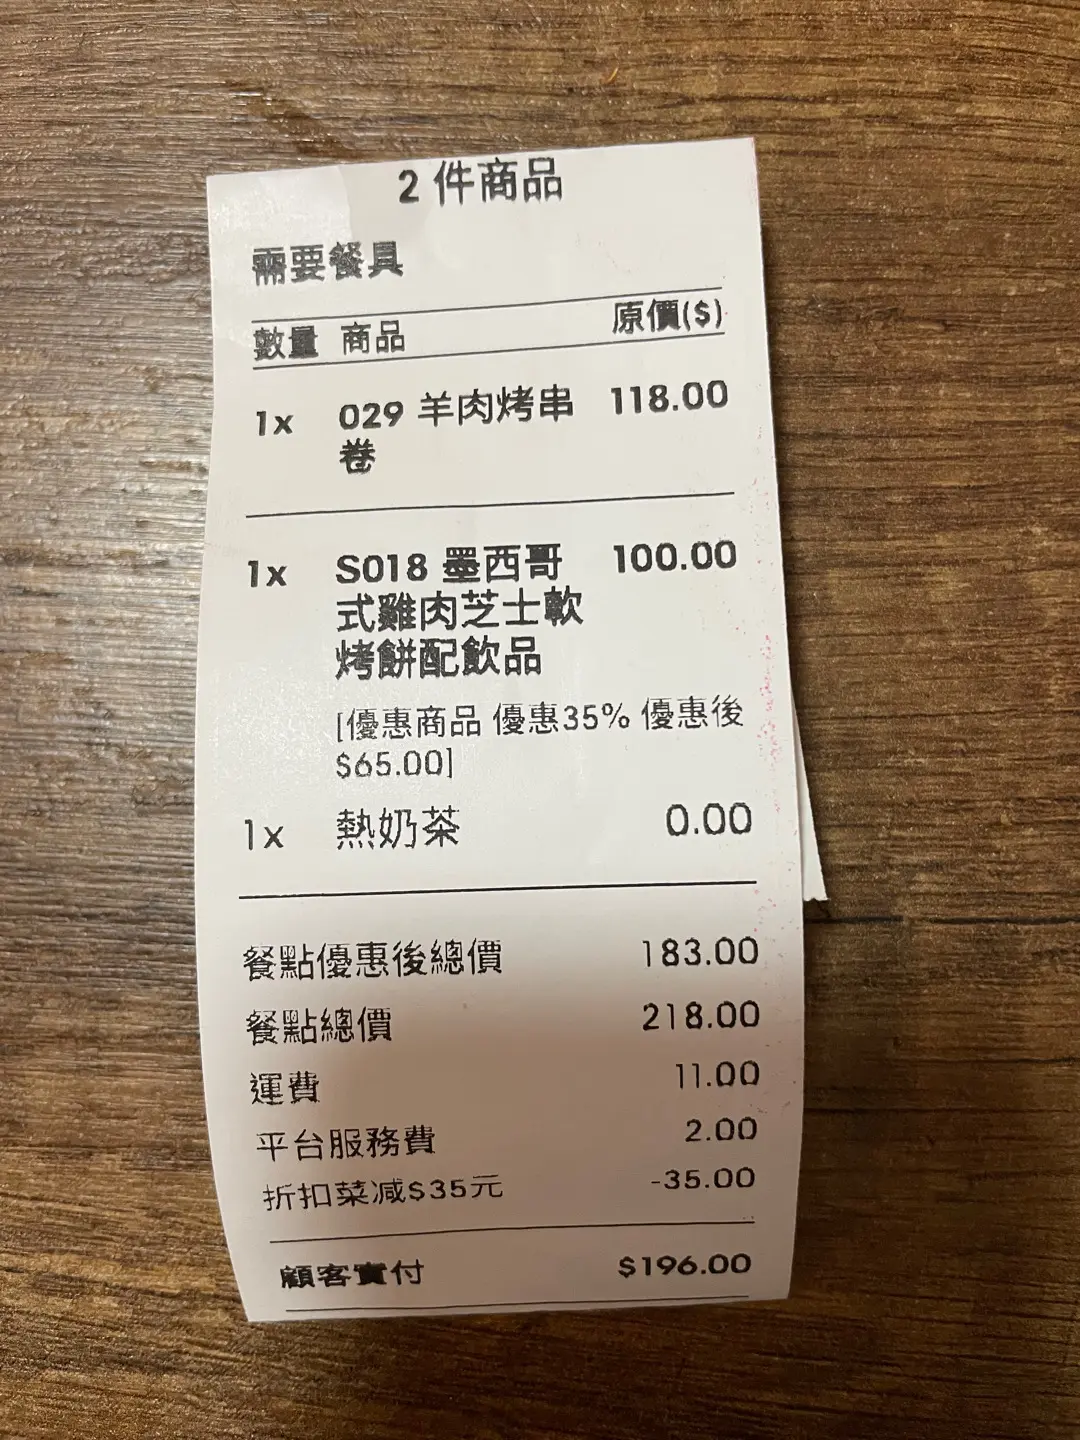 2 件商品
需要餐具
數量 商品 原價($)
1x 029 羊肉烤串 118.00
卷
1x S018 墨西哥 100.00
式雞肉芝士軟
烤餅配飲品
[優惠商品 優惠35% 優惠後
$65.00]
1x 熱奶茶 0.00
餐點優惠後總價 183.00
餐點總價 218.00
運費 11.00
平台服務費 2.00
折扣菜减$35元 -35.00
顧客實付 $196.00